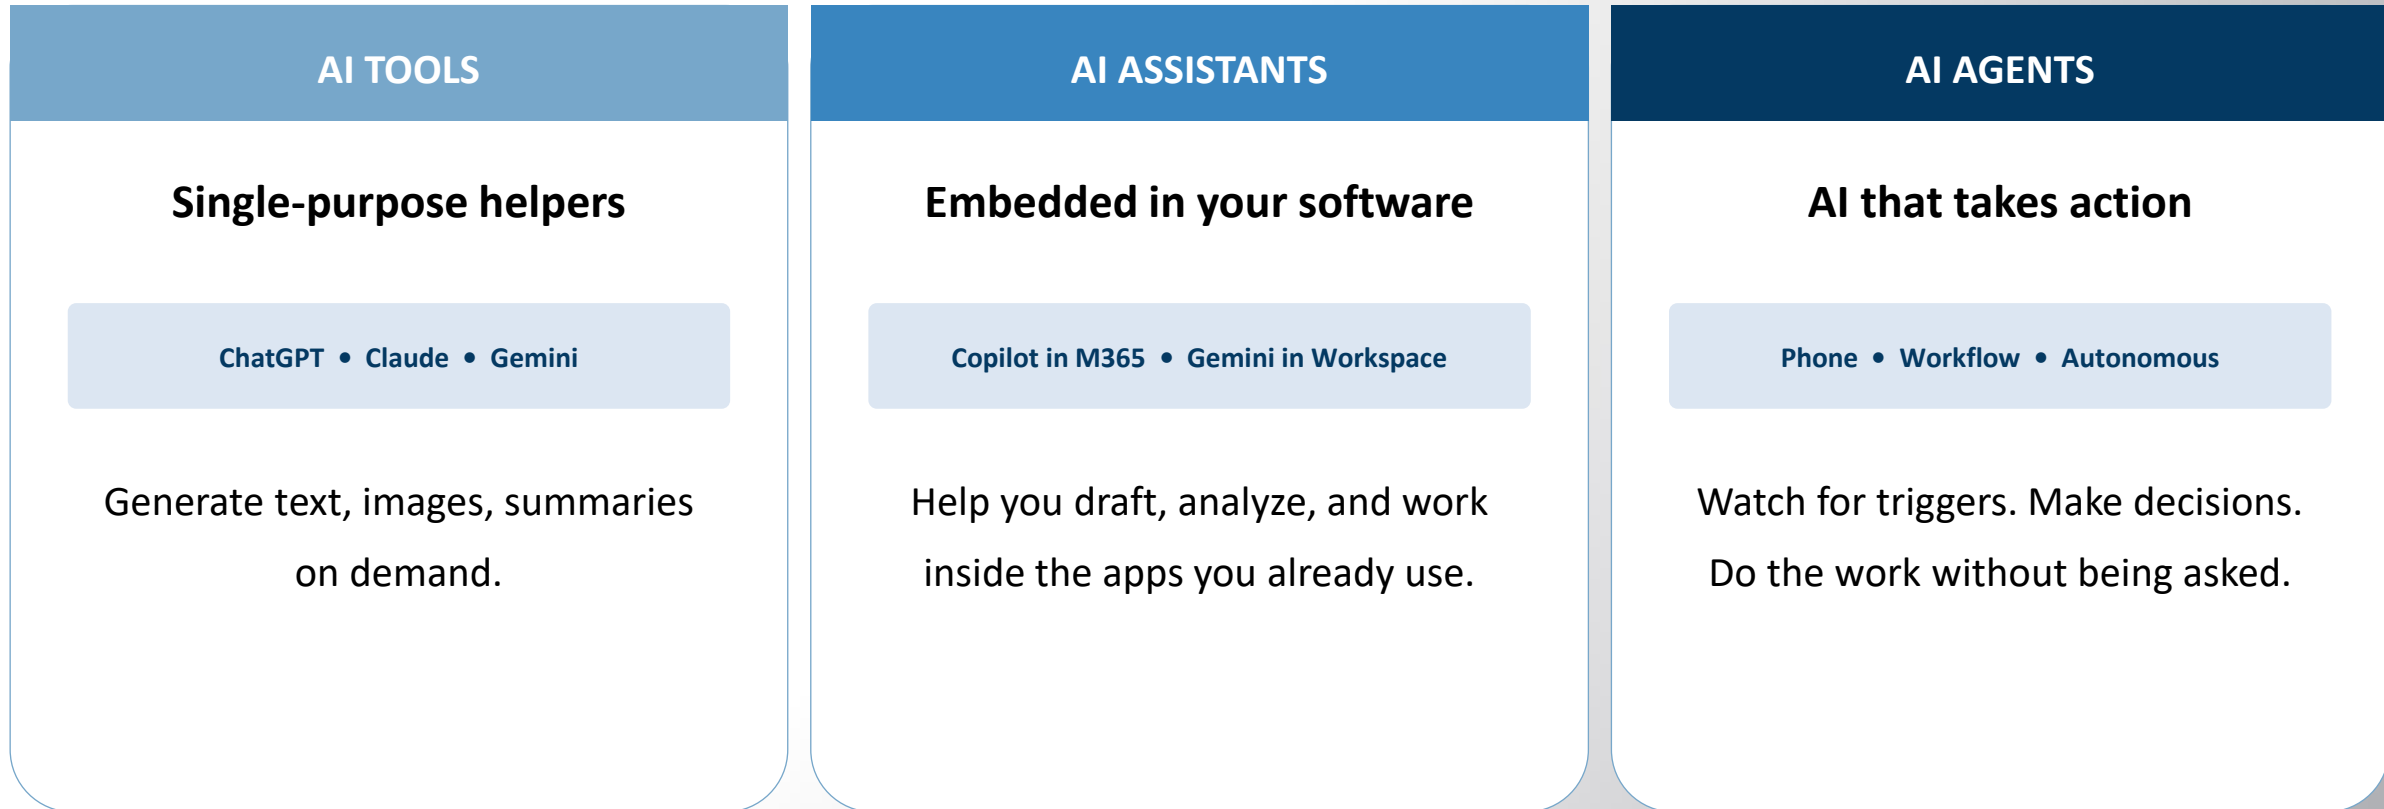 AI TOOLS
Single-purpose helpers
ChatGPT • Claude • Gemini
Generate text, images, summaries
on demand.
AI ASSISTANTS
Embedded in your software
Copilot in M365 • Gemini in Workspace
Help you draft, analyze, and work
inside the apps you already use.
AI AGENTS
AI that takes action
Phone • Workflow • Autonomous
Watch for triggers. Make decisions.
Do the work without being asked.